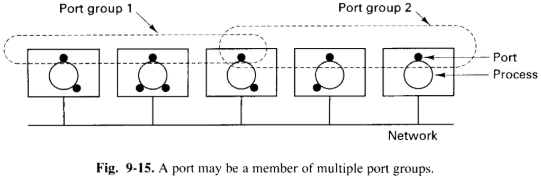 Port group 1
Port group 2
Port
Process
Network
Fig. 9-15. A port may be a member of multiple port groups.